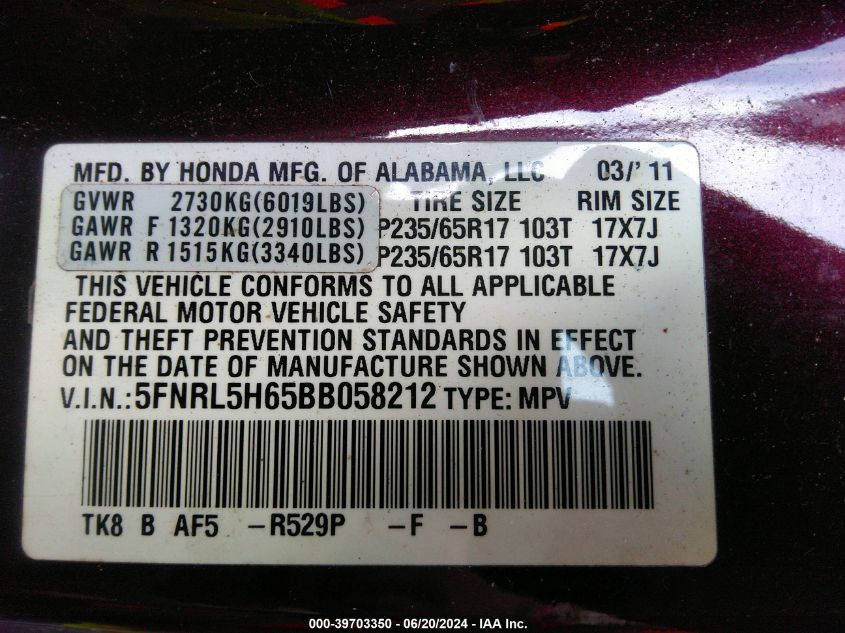 MFD. BY HONDA MFG. OF ALABAMA, LLC 03/'11
GVWR 2730KG(6019LBS) TIRE SIZE RIM SIZE
GAWR F 1320KG(2910LBS) P235/65R17 103T 17X7J
GAWR R 1515KG(3340LBS) P235/65R17 103T 17X7J
THIS VEHICLE CONFORMS TO ALL APPLICABLE
FEDERAL MOTOR VEHICLE SAFETY
AND THEFT PREVENTION STANDARDS IN EFFECT
ON THE DATE OF MANUFACTURE SHOWN ABOVE.
V.I.N.:5FNRL5H65BB058212 TYPE: MPV
TK8 B AF5 -R529P -F -B
000-39703350 - 06/20/2024 - IAA Inc.